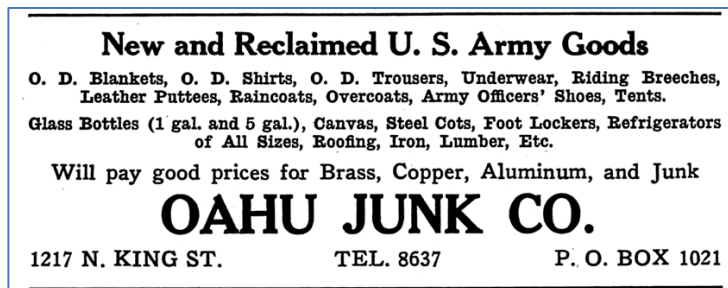 New and Reclaimed U. S. Army Goods
O. D. Blankets, O. D. Shirts, O. D. Trousers, Underwear, Riding Breeches,
Leather Puttees, Raincoats, Overcoats, Army Officers' Shoes, Tents.
Glass Bottles (1 gal. and 5 gal.), Canvas, Steel Cots, Foot Lockers, Refrigerators
of All Sizes, Roofing, Iron, Lumber, Etc.
Will pay good prices for Brass, Copper, Aluminum, and Junk
OAHU JUNK CO.
1217 N. KING ST. TEL. 8637 P. O. BOX 1021